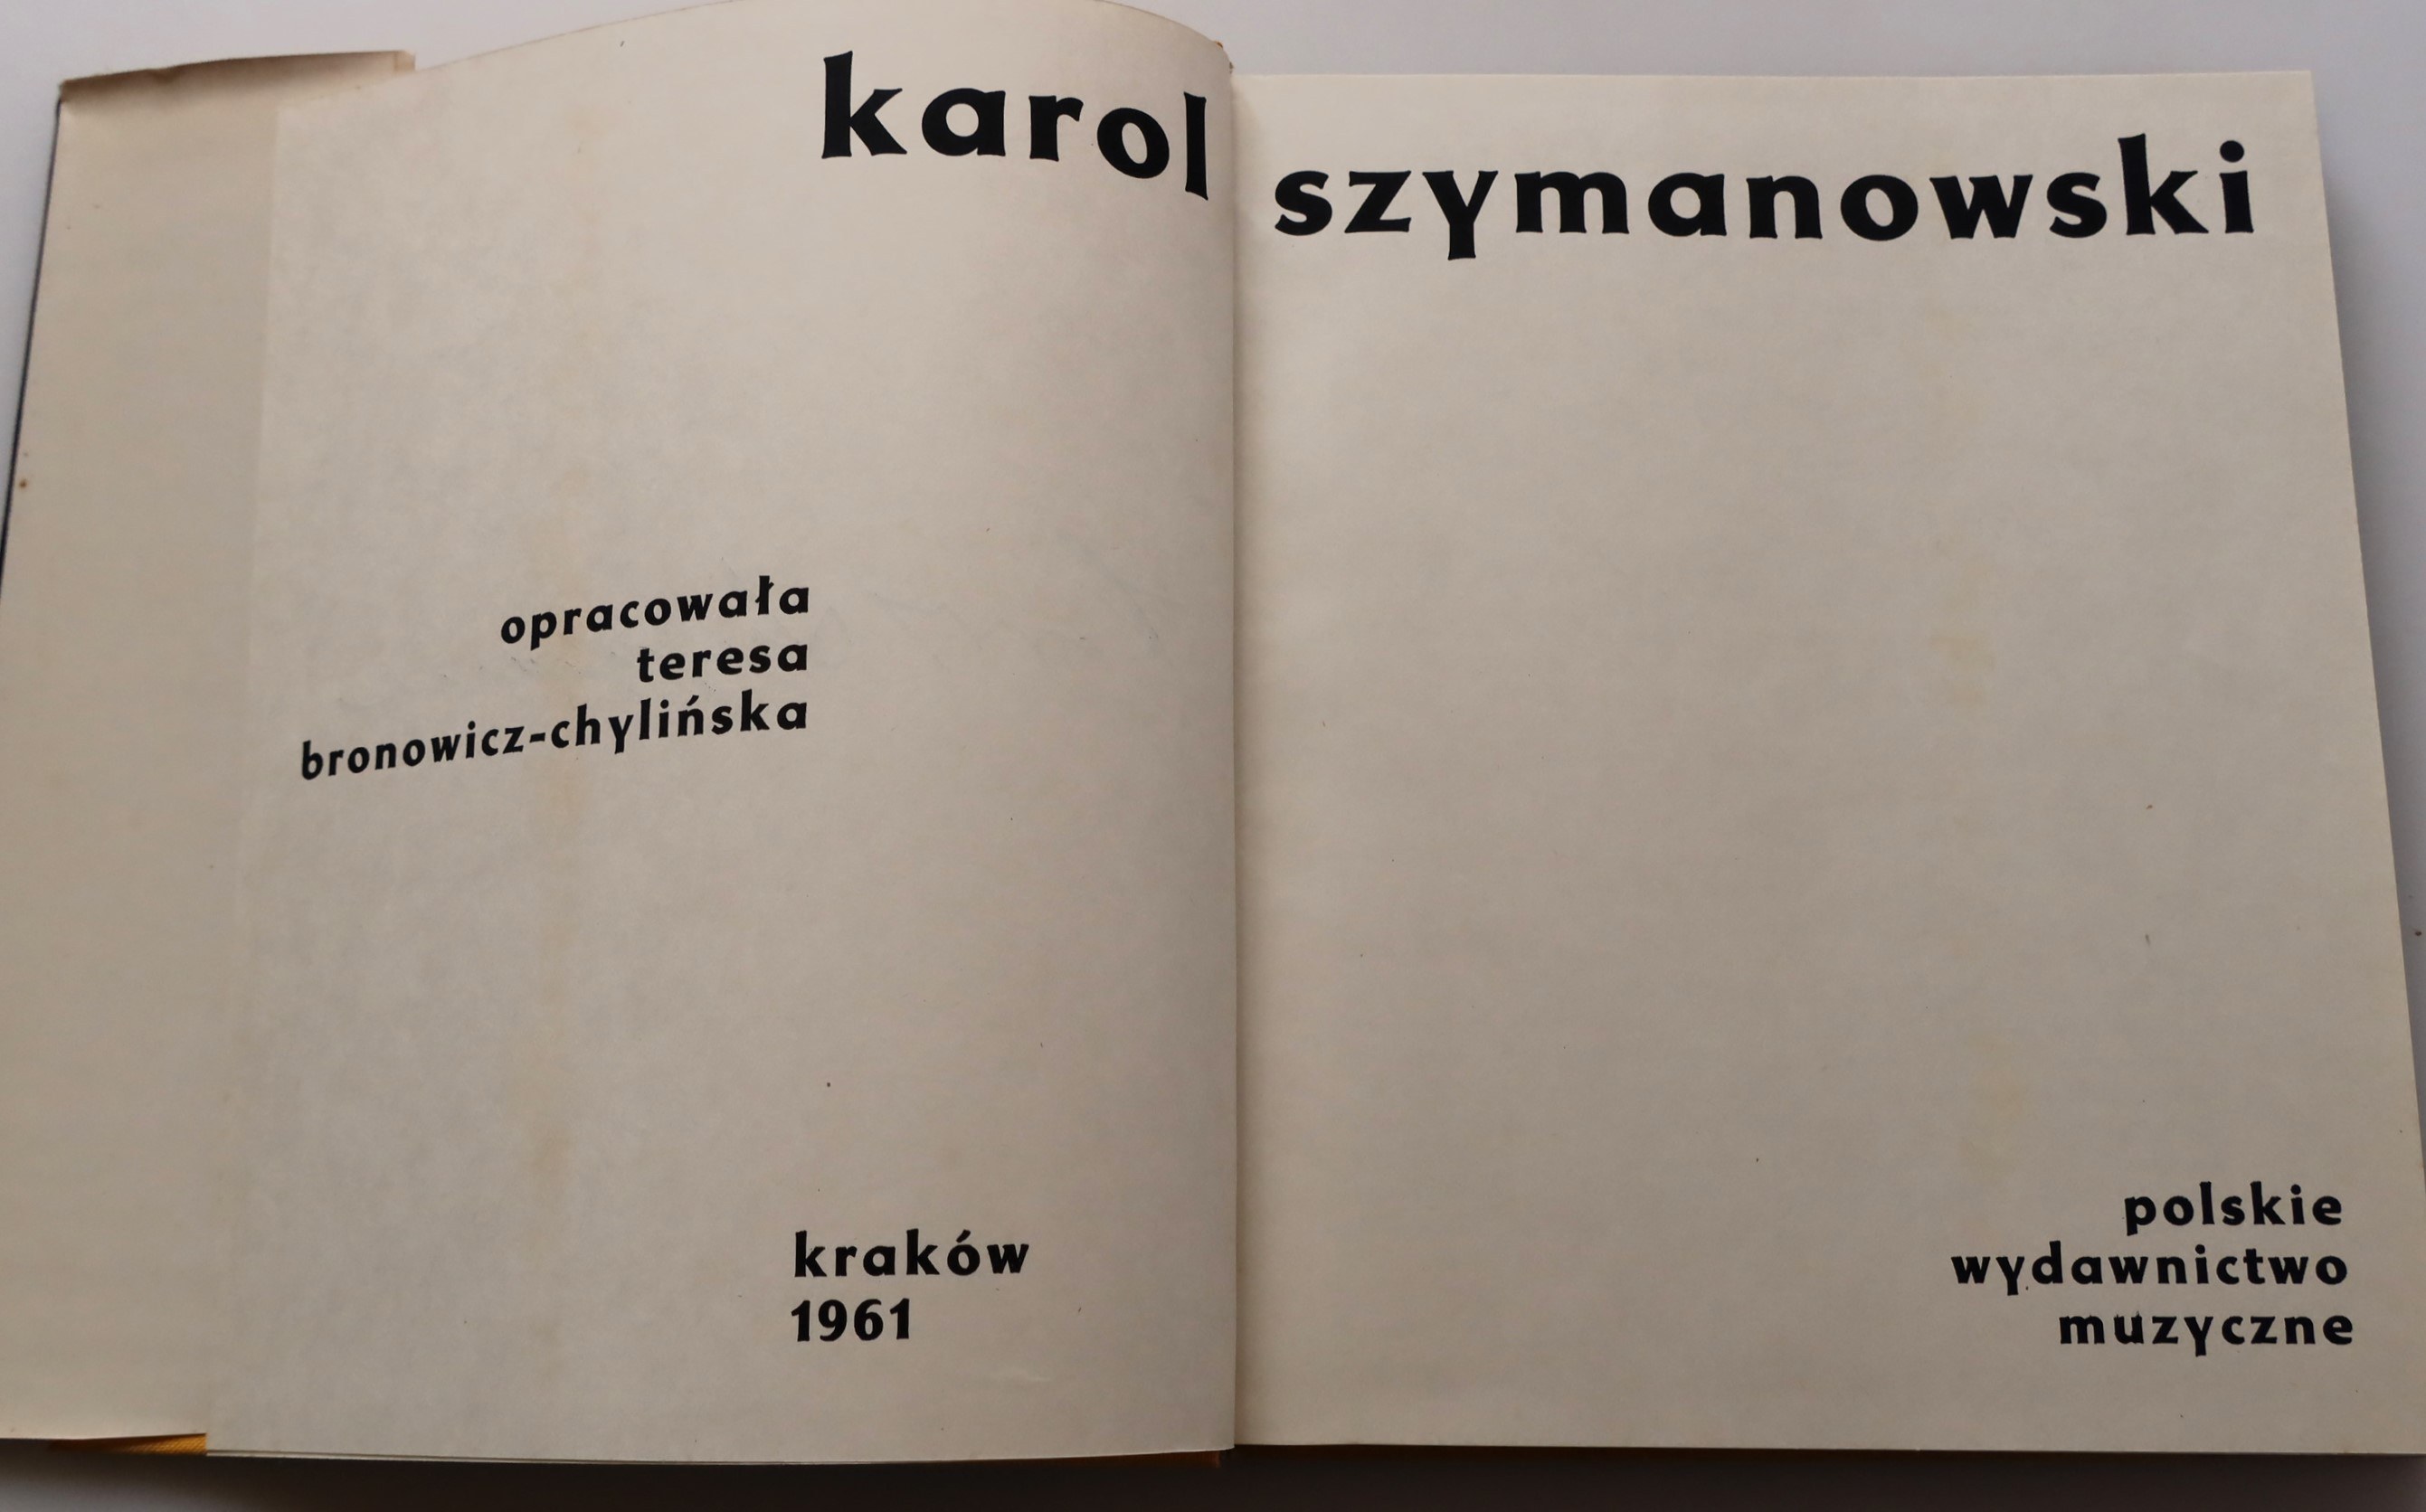 karol szymanowski
opracowała
teresa
bronowicz-chylińska
kraków
1961
polskie
wydawnictwo
muzyczne